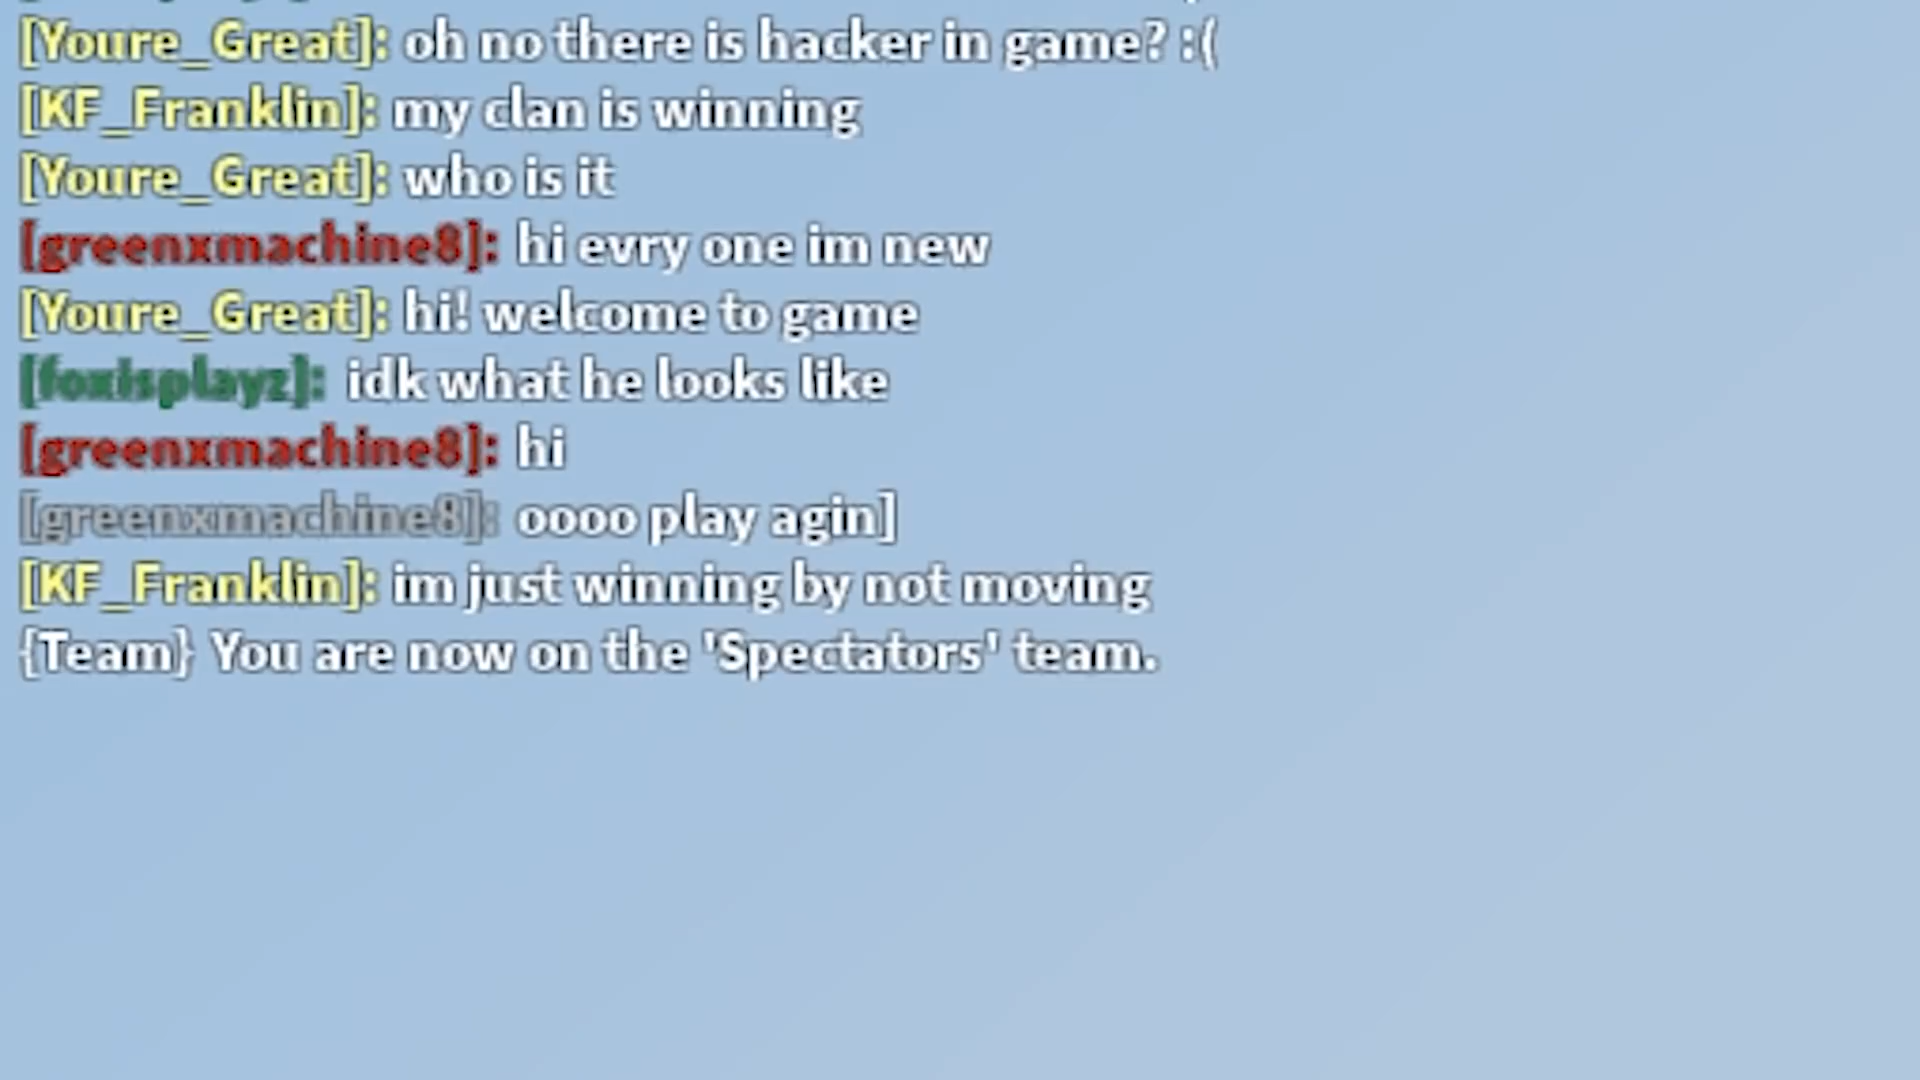 [Youre_Great]: oh no there is hacker in game? :(
[KF_Franklin]: my clan is winning
[Youre_Great]: who is it
[greenxmachine8]: hi evry one im new
[Youre_Great]: hi! welcome to game
[foxisplayz]: idk what he looks like
[greenxmachine8]: hi
[greenxmachine8]: oooo play agin]
[KF_Franklin]: im just winning by not moving
{Team} You are now on the 'Spectators' team.